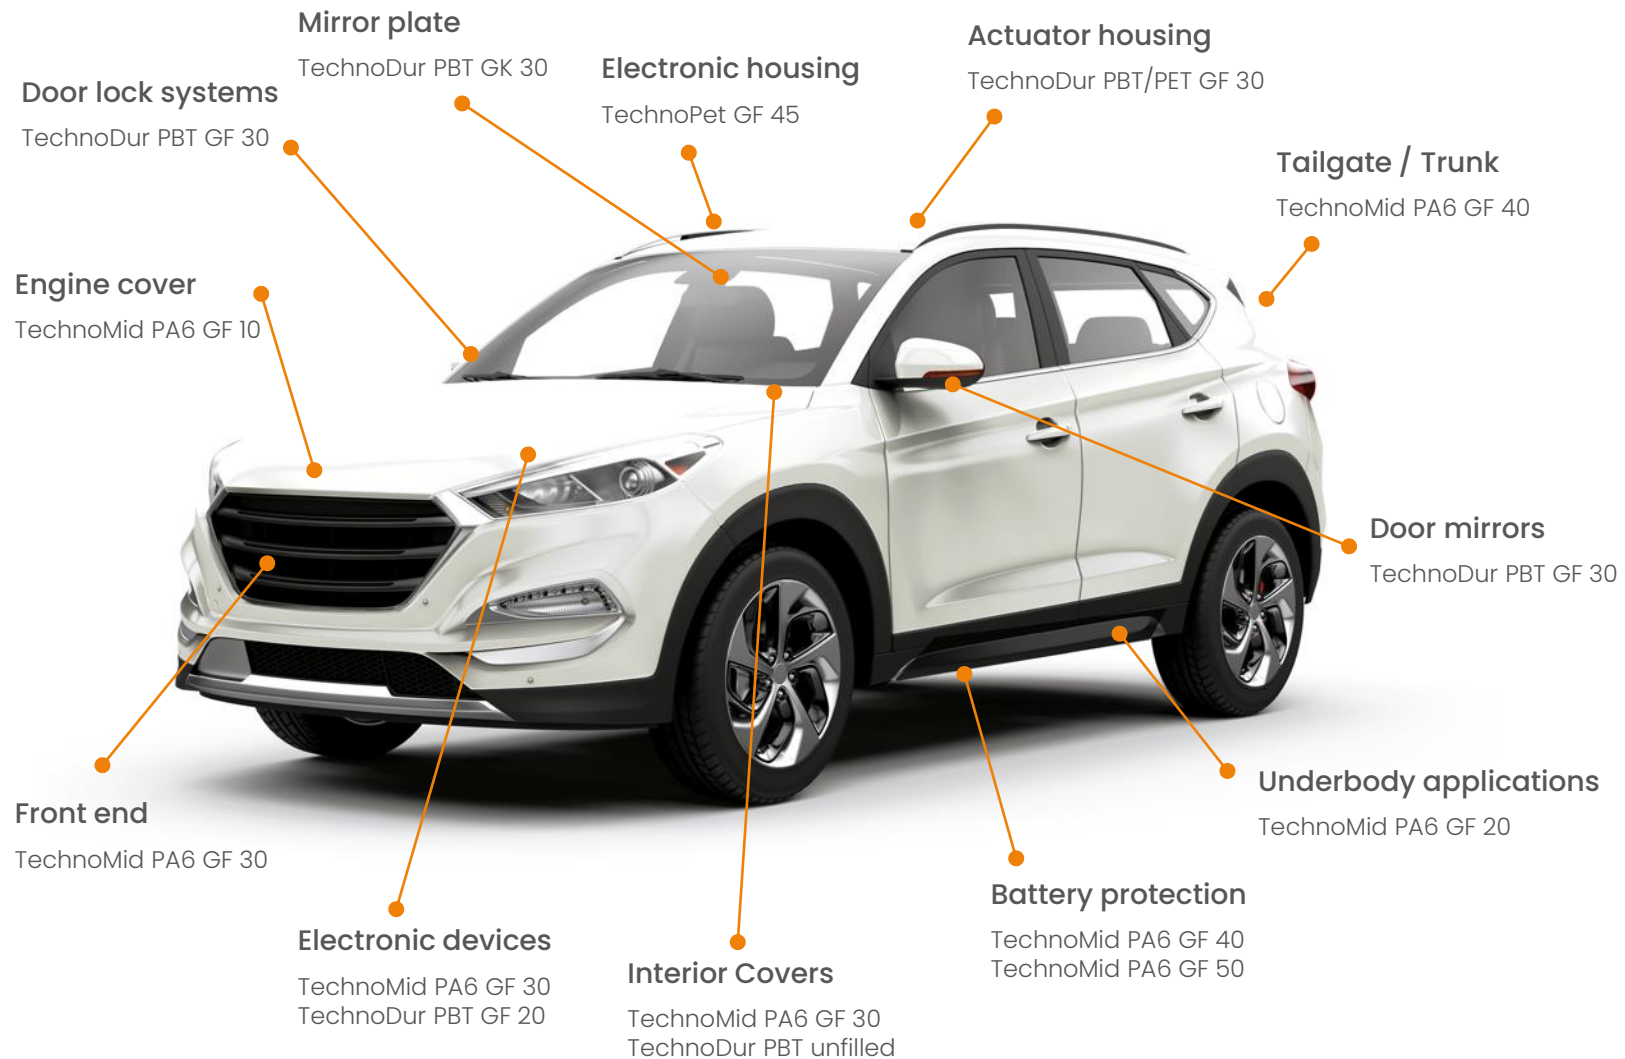 Mirror plate
TechnoDur PBT GK 30
Electronic housing
TechnoPet GF 45
Actuator housing
TechnoDur PBT/PET GF 30
Door lock systems
TechnoDur PBT GF 30
Tailgate / Trunk
TechnoMid PA6 GF 40
Engine cover
TechnoMid PA6 GF 10
Door mirrors
TechnoDur PBT GF 30
Front end
TechnoMid PA6 GF 30
Underbody applications
TechnoMid PA6 GF 20
Battery protection
TechnoMid PA6 GF 40
TechnoMid PA6 GF 50
Electronic devices
TechnoMid PA6 GF 30
TechnoDur PBT GF 20
Interior Covers
TechnoMid PA6 GF 30
TechnoDur PBT unfilled